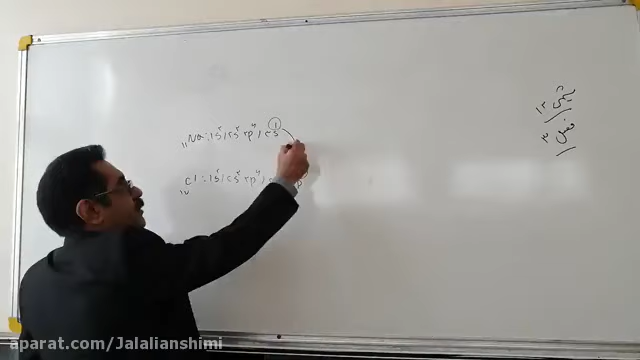 شیمی ۱۲
فصل ۳
₁₁Na: 1s² / 2s² 2p⁶ / 3s¹
₁₇Cl: 1s² / 2s² 2p⁶ /
aparat.com/Jalalianshimi